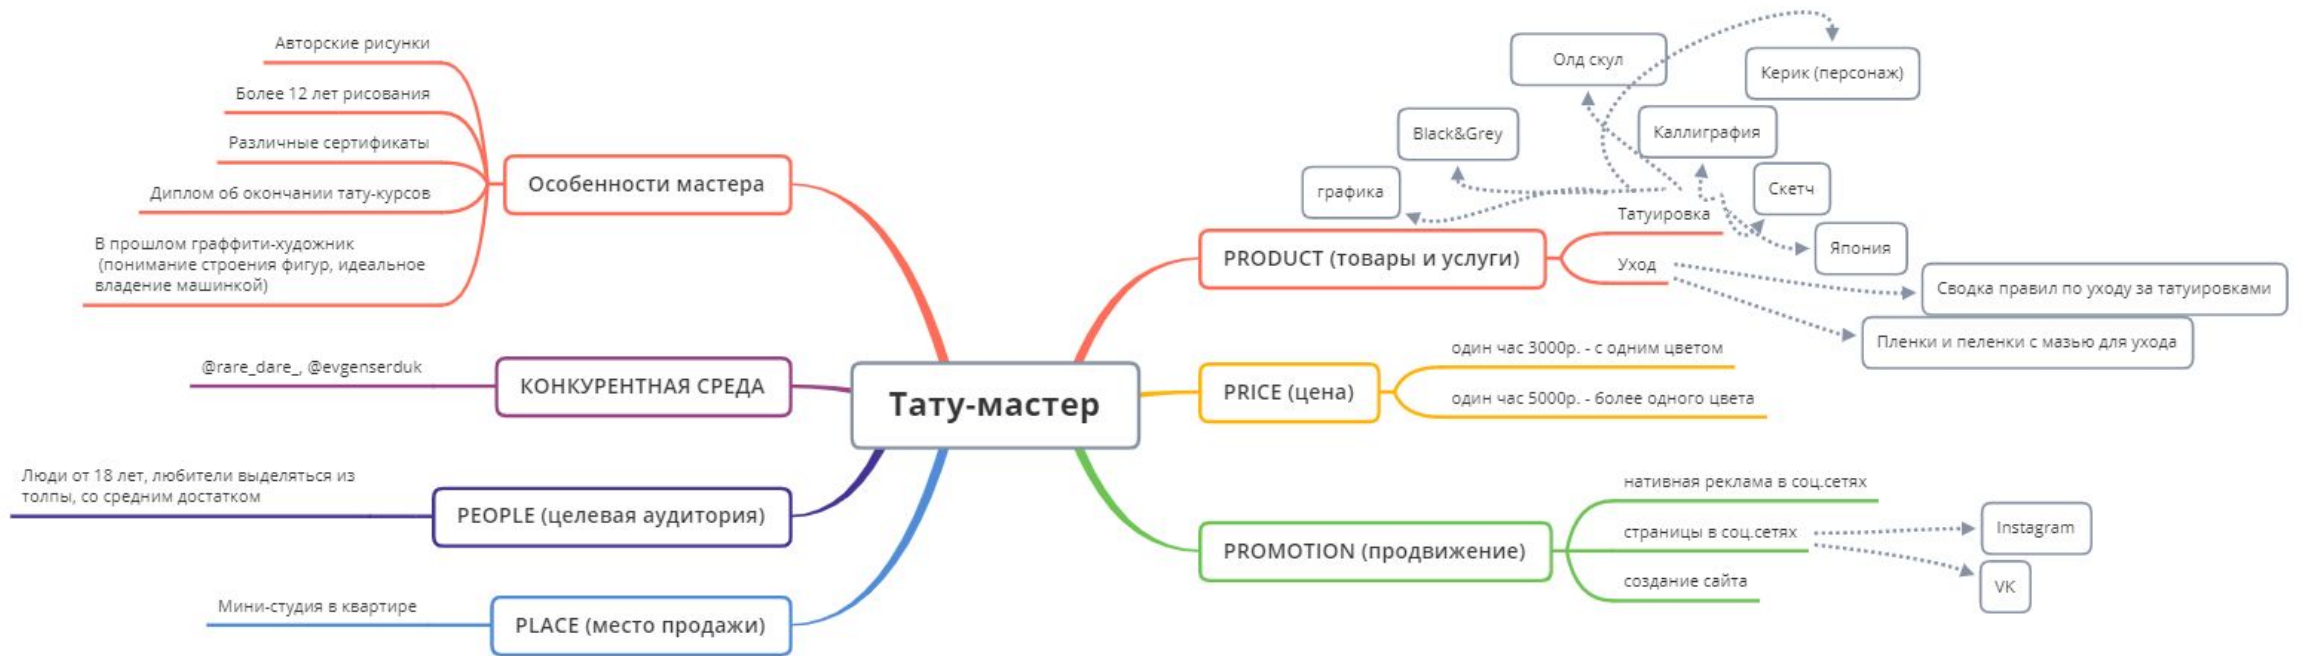 Тату-мастер
Особенности мастера
Авторские рисунки
Более 12 лет рисования
Различные сертификаты
Диплом об окончании тату-курсов
В прошлом граффити-художник
(понимание строения фигур, идеальное
владение машинкой)
КОНКУРЕНТНАЯ СРЕДА
@rare_dare_, @evgenserduk
PEOPLE (целевая аудитория)
Люди от 18 лет, любители выделяться из
толпы, со средним достатком
PLACE (место продажи)
Мини-студия в квартире
PRODUCT (товары и услуги)
Татуировка
графика
Black&Grey
Олд скул
Керик (персонаж)
Каллиграфия
Скетч
Япония
Уход
Сводка правил по уходу за татуировками
Пленки и пеленки с мазью для ухода
PRICE (цена)
один час 3000р. - с одним цветом
один час 5000р. - более одного цвета
PROMOTION (продвижение)
нативная реклама в соц.сетях
страницы в соц.сетях
Instagram
VK
создание сайта